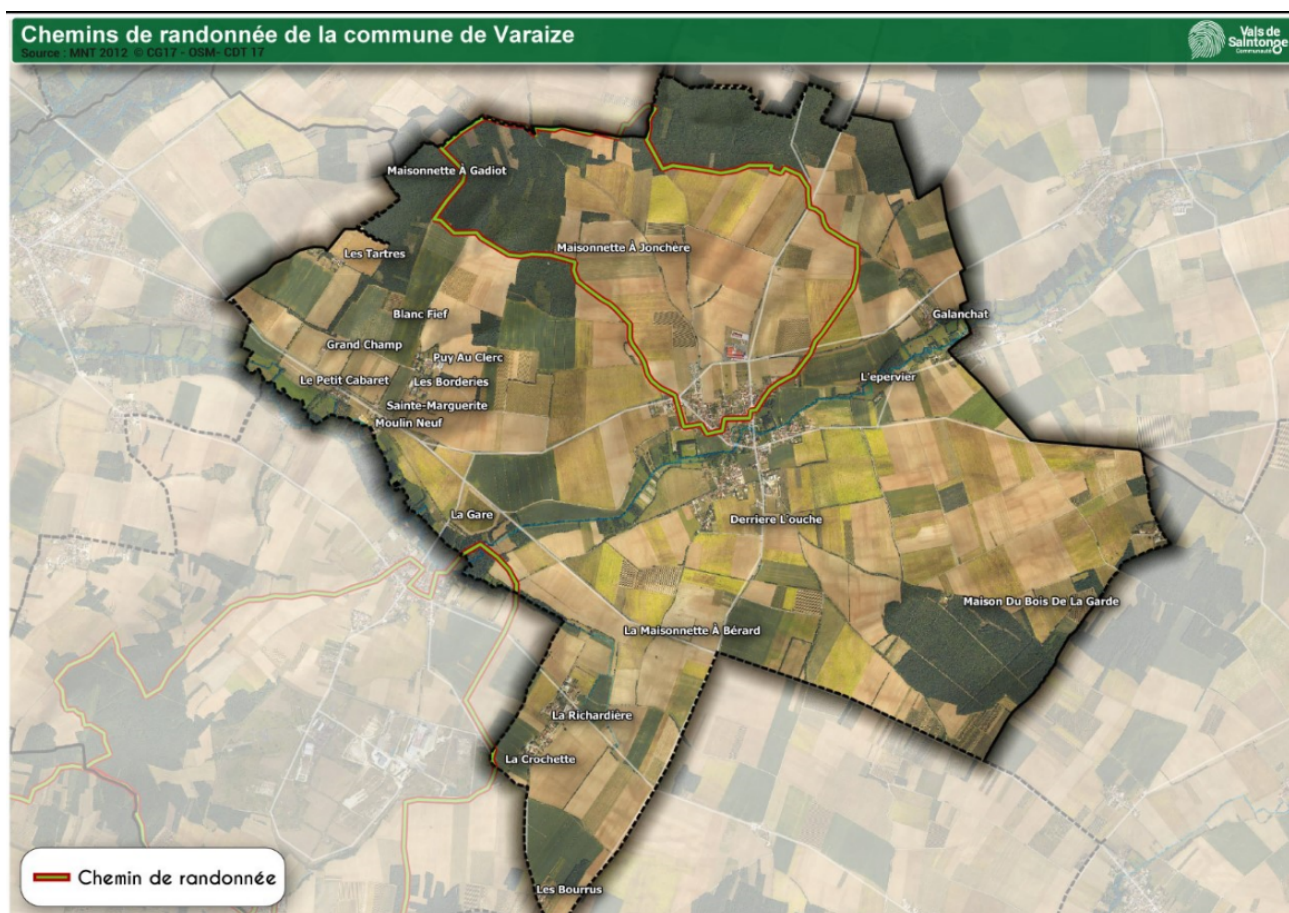 Chemins de randonnée de la commune de Varaize
Source : MNT 2012 © CG17 - OSM- CDT 17
Vals de
Saintonge
Communauté
Maisonnette À Gadiot
Maisonnette À Jonchère
Les Tartres
Blanc Fief
Galanchat
Grand Champ
Puy Au Clerc
Le Petit Cabaret
Les Borderies
L'epervier
Sainte-Marguerite
Moulin Neuf
La Gare
Derriere L'ouche
Maison Du Bois De La Garde
La Maisonnette À Bérard
La Richardière
La Crochette
Chemin de randonnée
Les Bourrus